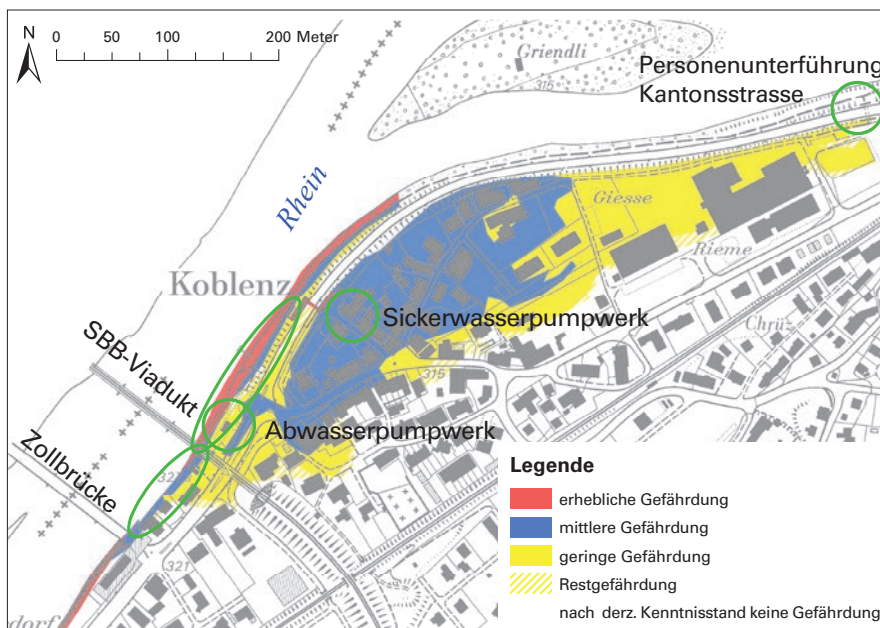 N
0 50 100 200 Meter
Griendli
315
Personenunterführung
Kantonsstrasse
Rhein
Giesse
Koblenz
Rieme
Sickerwasserpumpwerk
Chrüz
SBB-Viadukt
315
Abwasserpumpwerk
Zollbrücke
321
321
dorf
Legende
erhebliche Gefährdung
mittlere Gefährdung
geringe Gefährdung
Restgefährdung
nach derz. Kenntnisstand keine Gefährdung